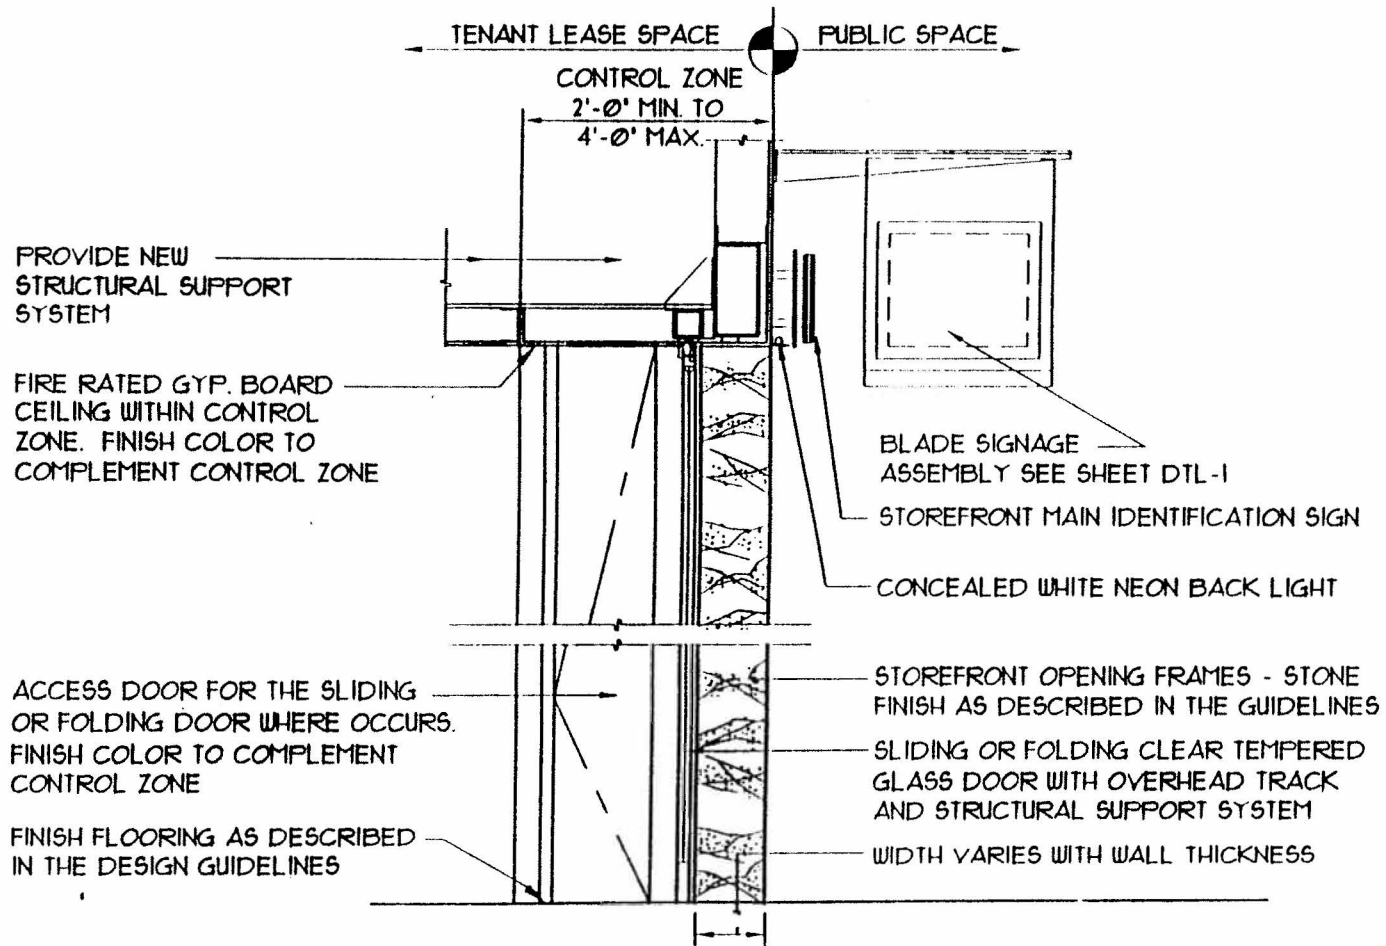 TENANT LEASE SPACE
PUBLIC SPACE
CONTROL ZONE
2'-0" MIN. TO
4'-0" MAX.
PROVIDE NEW
STRUCTURAL SUPPORT
SYSTEM
FIRE RATED GYP. BOARD
CEILING WITHIN CONTROL
ZONE. FINISH COLOR TO
COMPLEMENT CONTROL ZONE
BLADE SIGNAGE
ASSEMBLY SEE SHEET DTL-1
STOREFRONT MAIN IDENTIFICATION SIGN
CONCEALED WHITE NEON BACK LIGHT
ACCESS DOOR FOR THE SLIDING
OR FOLDING DOOR WHERE OCCURS.
FINISH COLOR TO COMPLEMENT
CONTROL ZONE
FINISH FLOORING AS DESCRIBED
IN THE DESIGN GUIDELINES
STOREFRONT OPENING FRAMES - STONE
FINISH AS DESCRIBED IN THE GUIDELINES
SLIDING OR FOLDING CLEAR TEMPERED
GLASS DOOR WITH OVERHEAD TRACK
AND STRUCTURAL SUPPORT SYSTEM
WIDTH VARIES WITH WALL THICKNESS